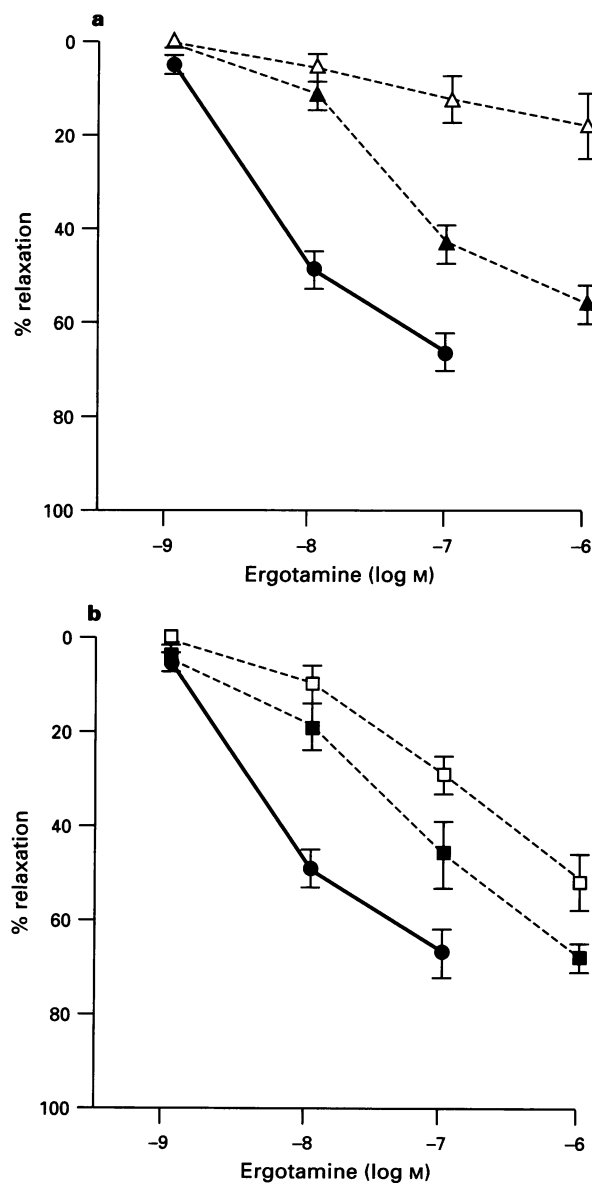 a
0
20
40
60
80
100
% relaxation
–9 –8 –7 –6
Ergotamine (log M)
b
0
20
40
60
80
100
% relaxation
–9 –8 –7 –6
Ergotamine (log M)